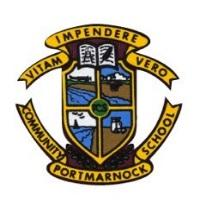 IMPENDERE
VITAM VERO
COMMUNITY SCHOOL
PORTMARNOCK